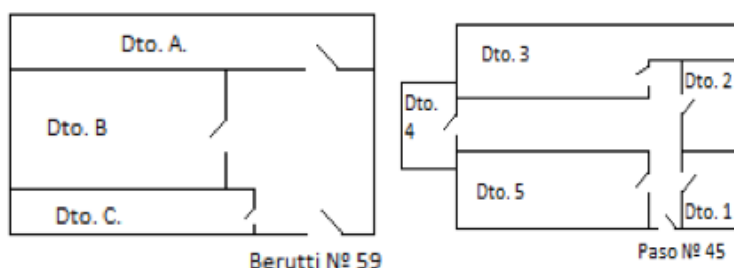 Dto. A.
Dto. B
Dto. C.
Berutti Nº 59
Dto. 3
Dto. 2
Dto.
4
Dto. 5
Dto. 1
Paso Nº 45